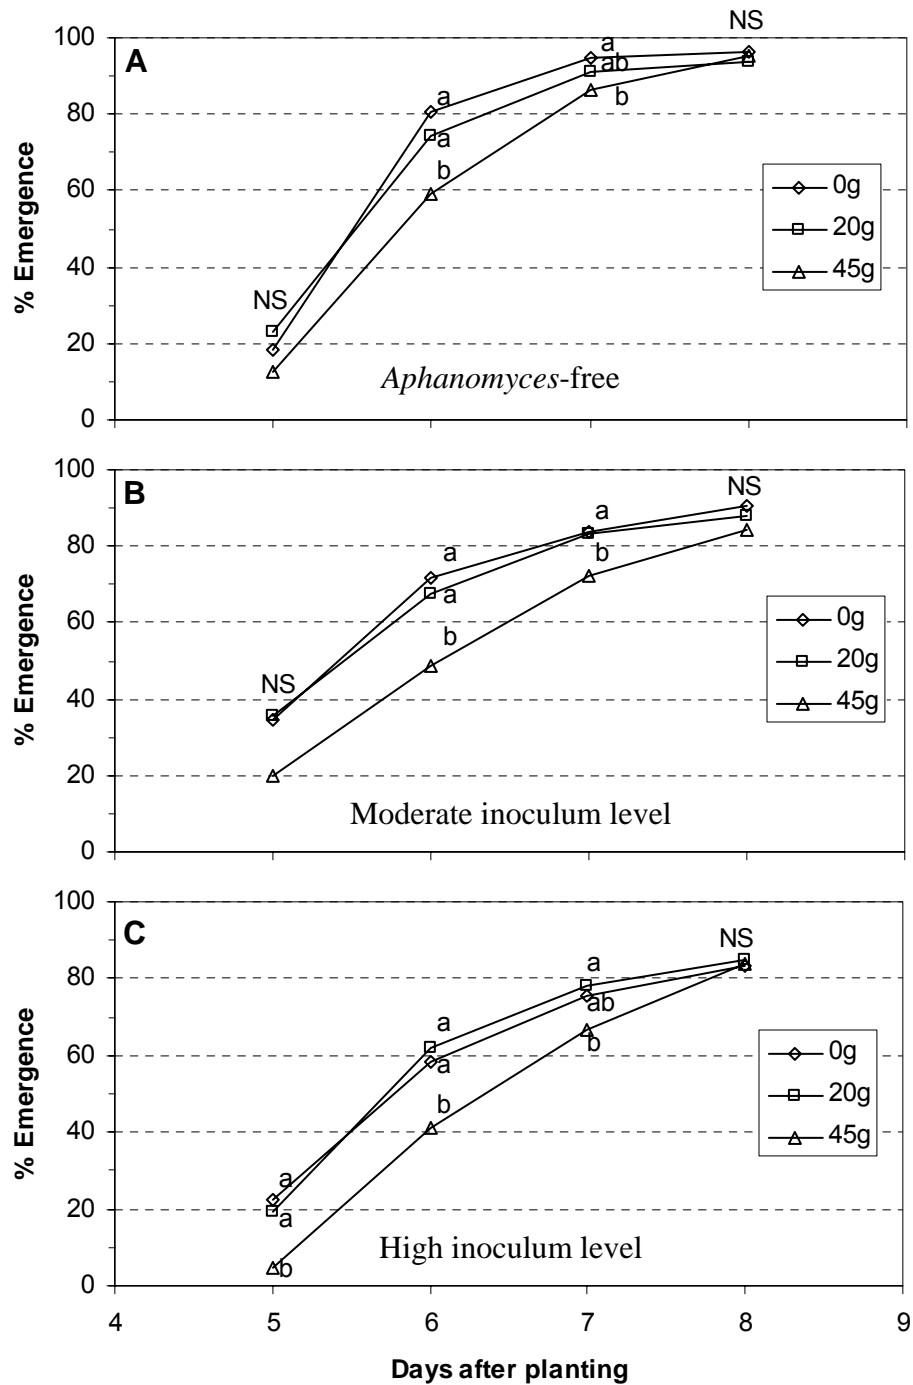 100
NS
A
a
ab
80
a
a
b
b
60
0g
20g
45g
% Emergence
40
NS
20
Aphanomyces-free
0
100
B
NS
a
80
a
b
a
60
b
0g
20g
45g
% Emergence
40
NS
20
Moderate inoculum level
0
100
C
NS
a
80
a
ab
60
a
b
0g
20g
45g
% Emergence
40
b
20
a
a
High inoculum level
0
b
4 5 6 7 8 9
Days after planting